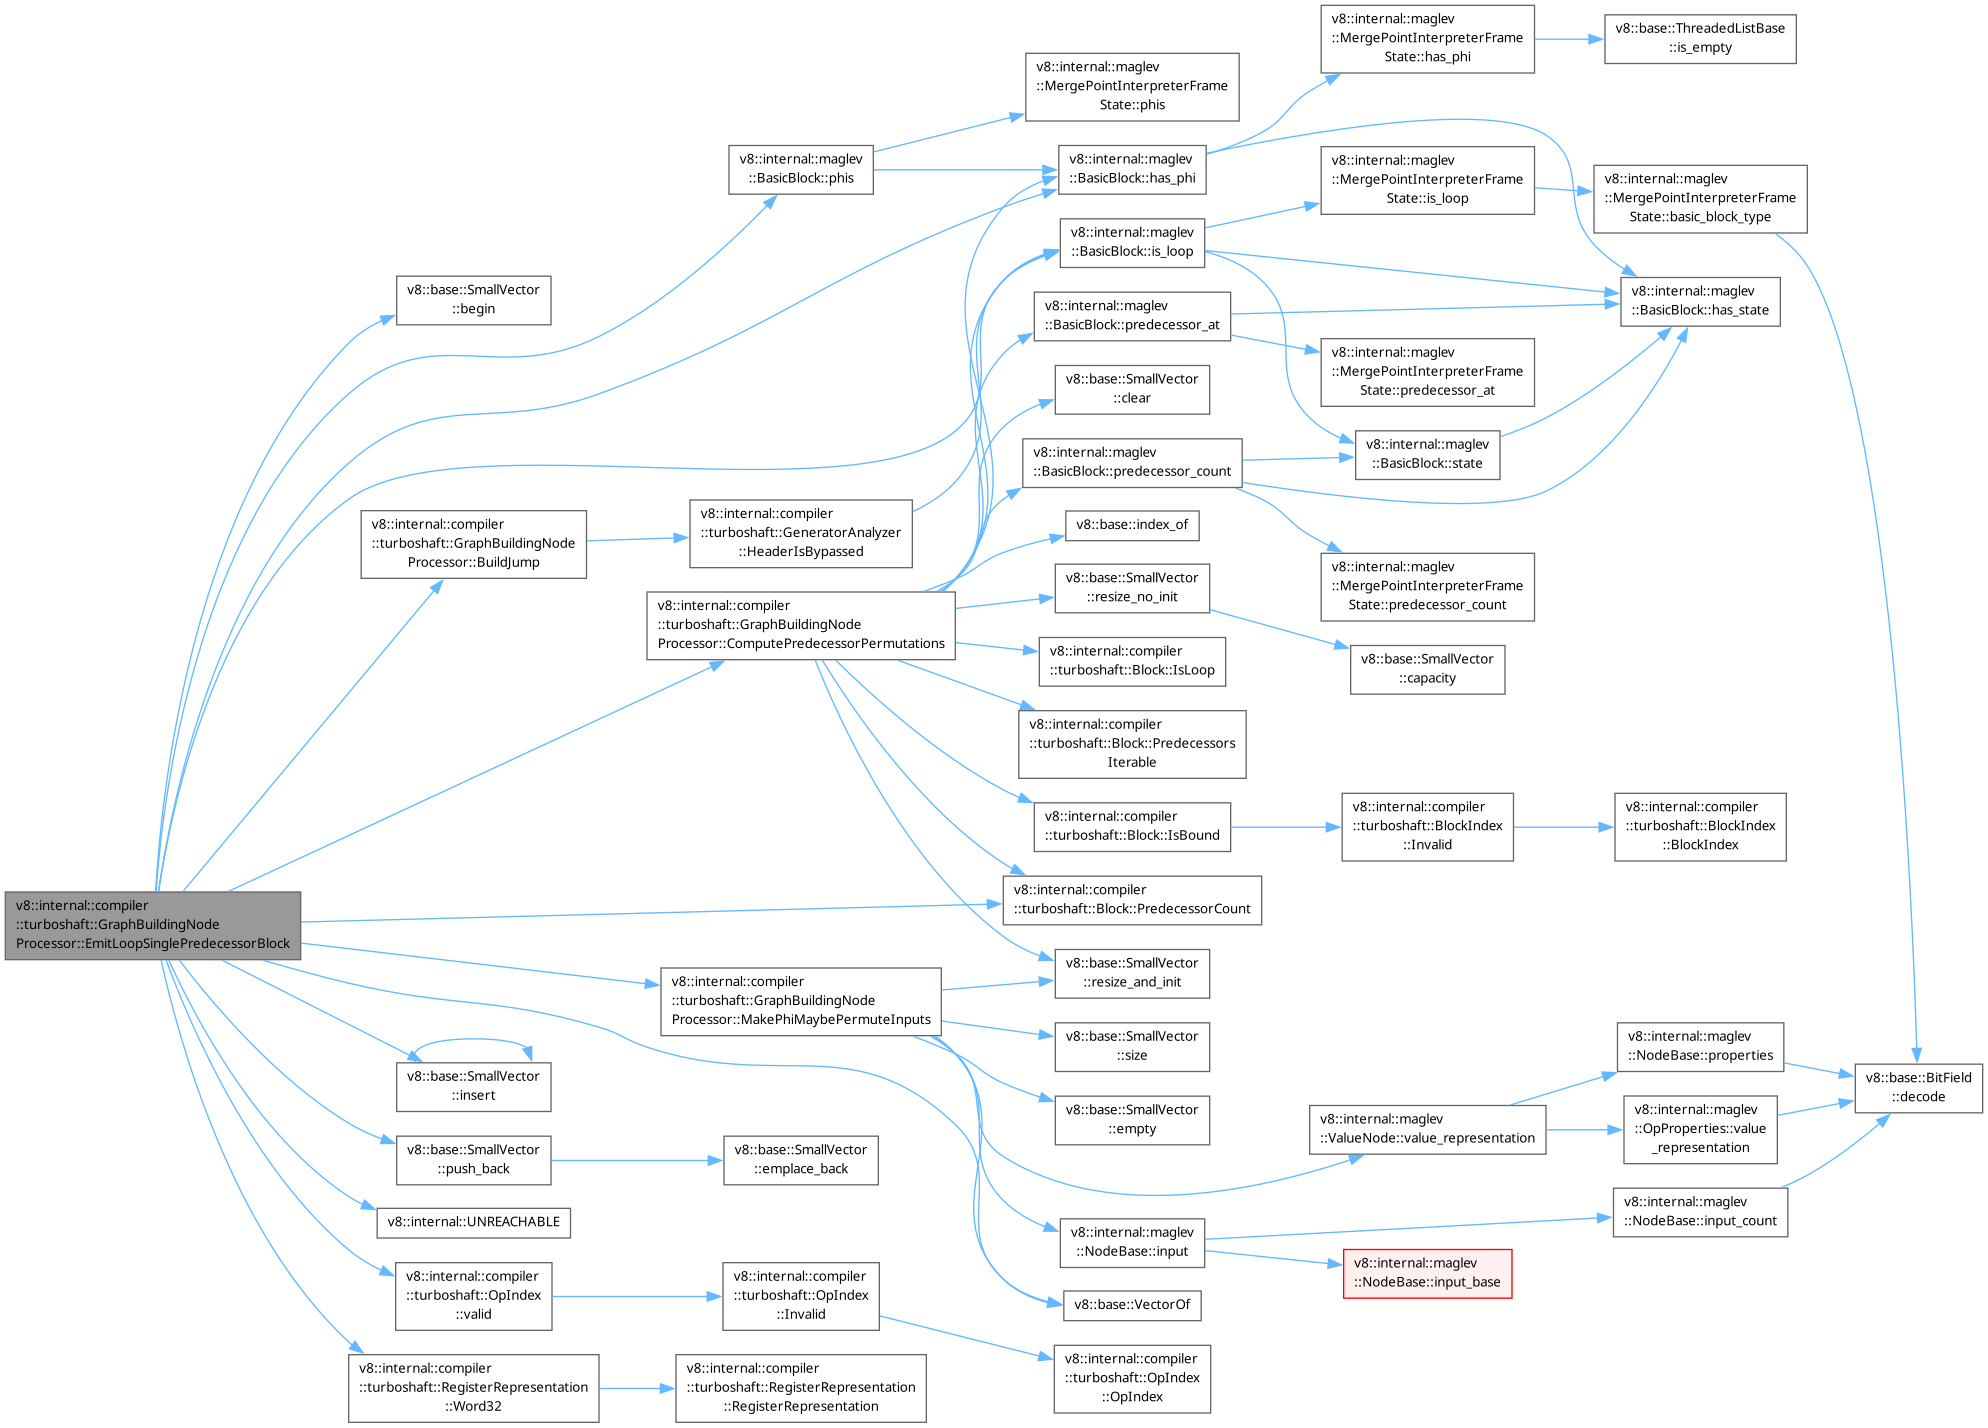 v8::internal::compiler
::turboshaft::GraphBuildingNode
Processor::EmitLoopSinglePredecessorBlock
v8::base::SmallVector
::begin
v8::internal::maglev
::BasicBlock::phis
v8::internal::maglev
::MergePointInterpreterFrame
State::phis
v8::internal::maglev
::BasicBlock::has_phi
v8::internal::maglev
::MergePointInterpreterFrame
State::has_phi
v8::base::ThreadedListBase
::is_empty
v8::internal::maglev
::BasicBlock::is_loop
v8::internal::maglev
::MergePointInterpreterFrame
State::is_loop
v8::internal::maglev
::MergePointInterpreterFrame
State::basic_block_type
v8::internal::maglev
::BasicBlock::has_state
v8::internal::maglev
::BasicBlock::predecessor_at
v8::internal::maglev
::MergePointInterpreterFrame
State::predecessor_at
v8::base::SmallVector
::clear
v8::internal::maglev
::BasicBlock::predecessor_count
v8::internal::maglev
::BasicBlock::state
v8::internal::compiler
::turboshaft::GraphBuildingNode
Processor::BuildJump
v8::internal::compiler
::turboshaft::GeneratorAnalyzer
::HeaderIsBypassed
v8::base::index_of
v8::internal::maglev
::MergePointInterpreterFrame
State::predecessor_count
v8::internal::compiler
::turboshaft::GraphBuildingNode
Processor::ComputePredecessorPermutations
v8::base::SmallVector
::resize_no_init
v8::internal::compiler
::turboshaft::Block::IsLoop
v8::base::SmallVector
::capacity
v8::internal::compiler
::turboshaft::Block::Predecessors
Iterable
v8::internal::compiler
::turboshaft::Block::IsBound
v8::internal::compiler
::turboshaft::BlockIndex
::Invalid
v8::internal::compiler
::turboshaft::BlockIndex
::BlockIndex
v8::internal::compiler
::turboshaft::Block::PredecessorCount
v8::base::SmallVector
::resize_and_init
v8::internal::compiler
::turboshaft::GraphBuildingNode
Processor::MakePhiMaybePermuteInputs
v8::base::SmallVector
::size
v8::base::SmallVector
::empty
v8::internal::maglev
::ValueNode::value_representation
v8::internal::maglev
::NodeBase::properties
v8::internal::maglev
::OpProperties::value
_representation
v8::base::BitField
::decode
v8::internal::maglev
::NodeBase::input
v8::internal::maglev
::NodeBase::input_count
v8::internal::maglev
::NodeBase::input_base
v8::base::VectorOf
v8::base::SmallVector
::insert
v8::base::SmallVector
::push_back
v8::base::SmallVector
::emplace_back
v8::internal::UNREACHABLE
v8::internal::compiler
::turboshaft::OpIndex
::valid
v8::internal::compiler
::turboshaft::OpIndex
::Invalid
v8::internal::compiler
::turboshaft::OpIndex
::OpIndex
v8::internal::compiler
::turboshaft::RegisterRepresentation
::Word32
v8::internal::compiler
::turboshaft::RegisterRepresentation
::RegisterRepresentation